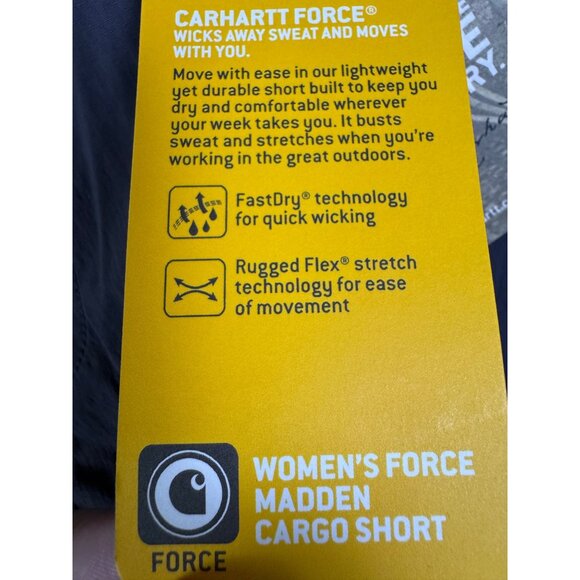 CARHARTT FORCE®
WICKS AWAY SWEAT AND MOVES
WITH YOU.
Move with ease in our lightweight
yet durable short built to keep you
dry and comfortable wherever
your week takes you. It busts
sweat and stretches when you're
working in the great outdoors.
FastDry® technology
for quick wicking
Rugged Flex® stretch
technology for ease
of movement
WOMEN'S FORCE
MADDEN
CARGO SHORT
FORCE